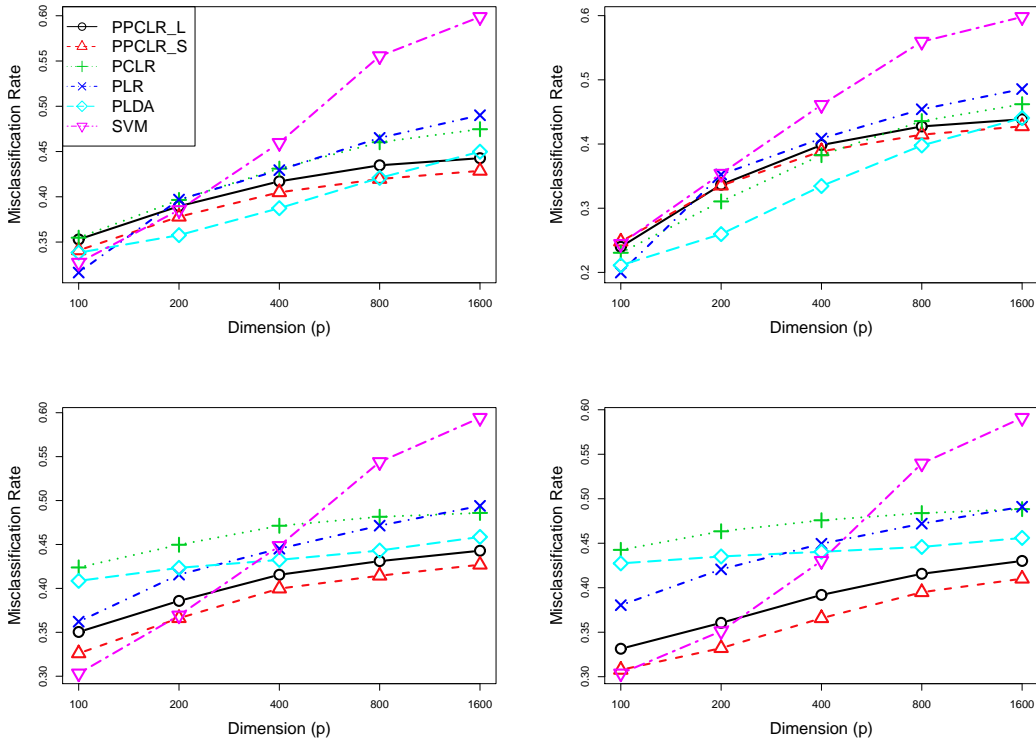 PPCLR_L
PPCLR_S
PCLR
PLR
PLDA
SVM
0.60
0.55
0.50
0.45
0.40
0.35
Misclassification Rate
100 200 400 800 1600
Dimension (p)
0.6
0.5
0.4
0.3
0.2
Misclassification Rate
100 200 400 800 1600
Dimension (p)
0.60
0.55
0.50
0.45
0.40
0.35
0.30
Misclassification Rate
100 200 400 800 1600
Dimension (p)
0.60
0.55
0.50
0.45
0.40
0.35
0.30
Misclassification Rate
100 200 400 800 1600
Dimension (p)